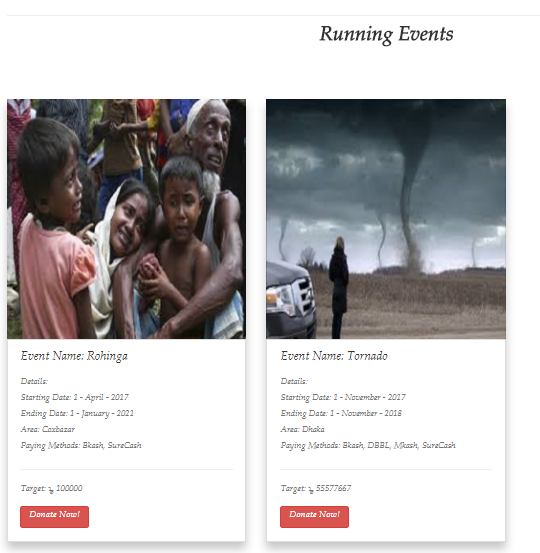 Running Events
Event Name: Rohinga
Details:
Starting Date: 1 - April - 2017
Ending Date: 1 - January - 2021
Area: Coxbazar
Paying Methods: Bkash, SureCash
Target: ৳ 100000
Donate Now!
Event Name: Tornado
Details:
Starting Date: 1 - November - 2017
Ending Date: 1 - November - 2018
Area: Dhaka
Paying Methods: Bkash, DBBL, Mkash, SureCash
Target: ৳ 55577667
Donate Now!